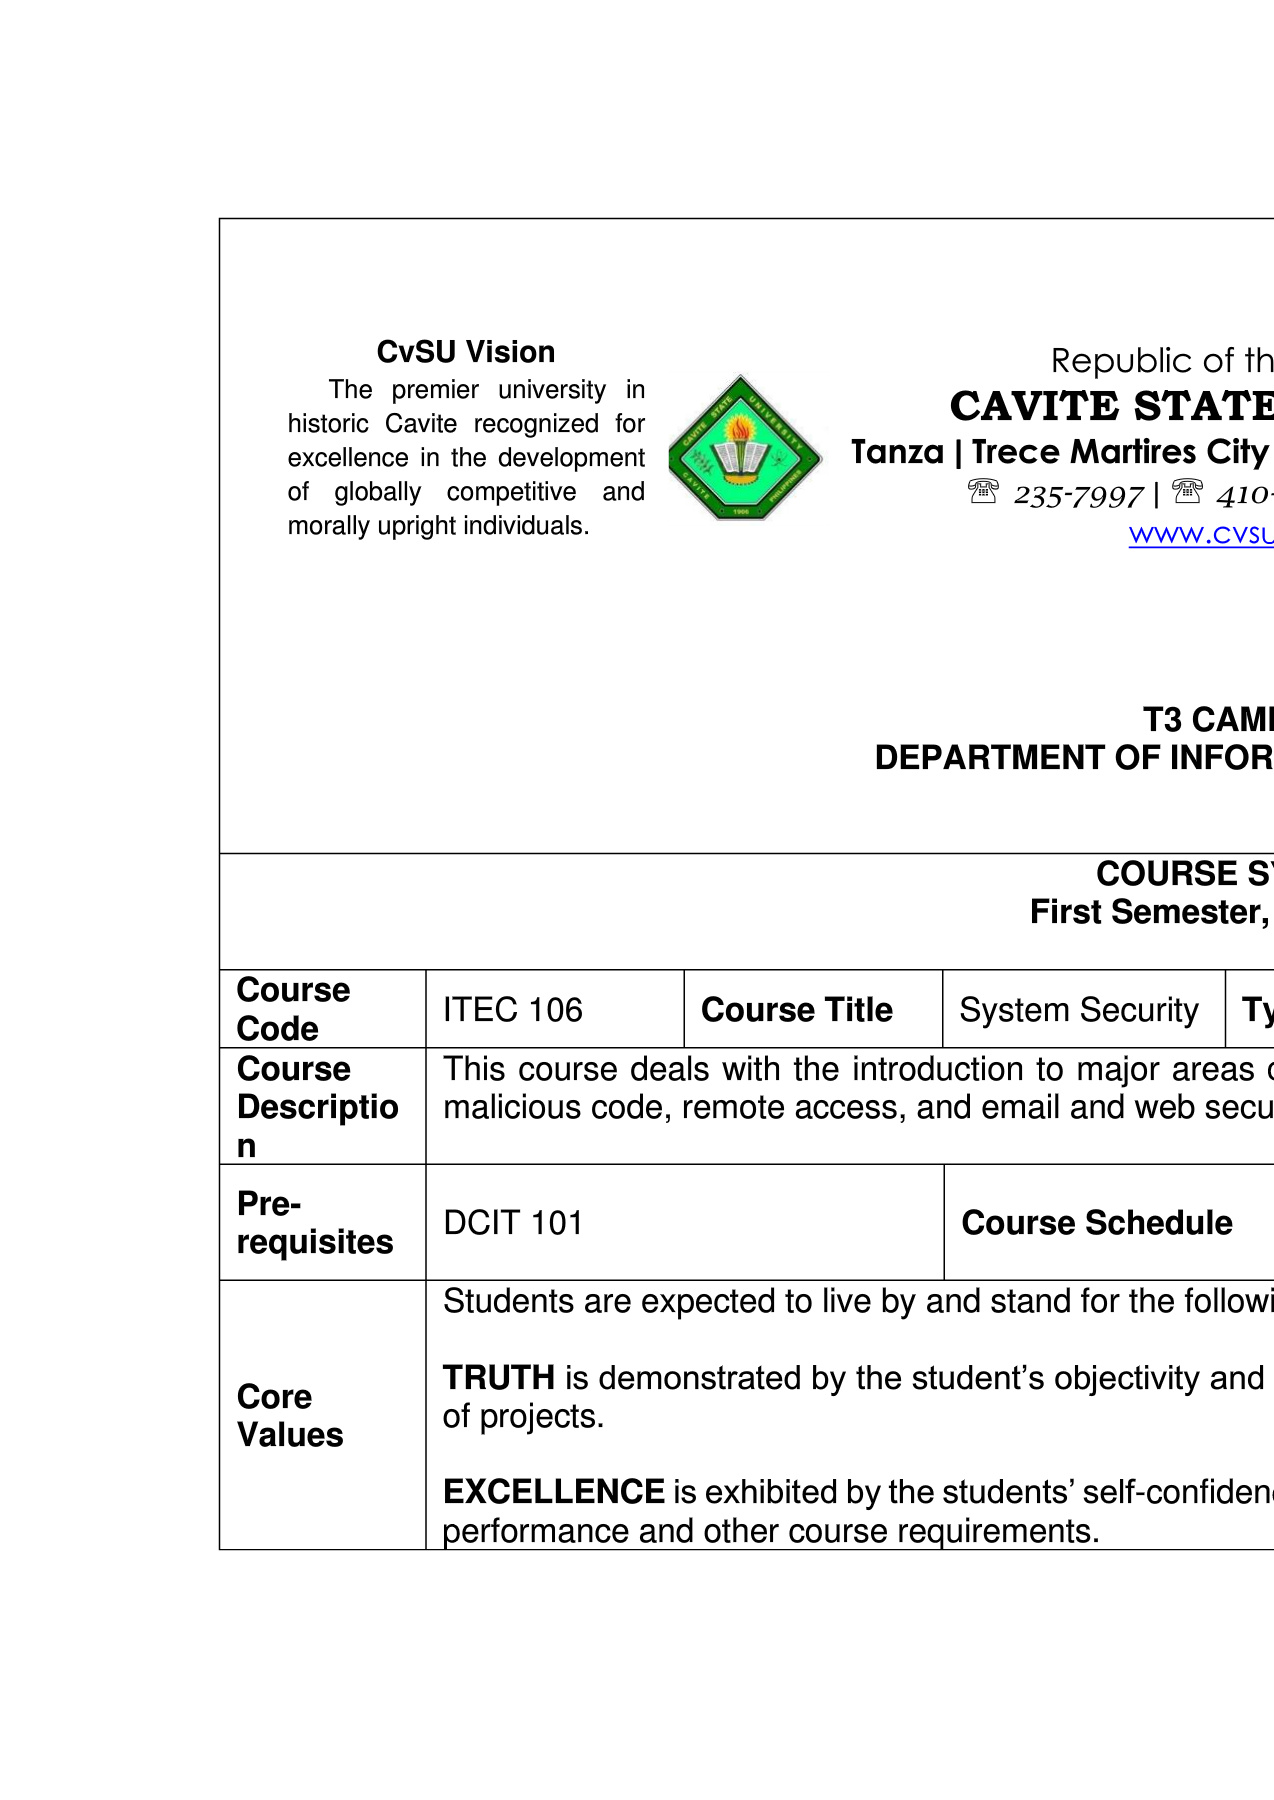 CvSU Vision
The premier university in
historic Cavite recognized for
excellence in the development
of globally competitive and
morally upright individuals.
CAVITE STATE UNIVERSITY
CAVITE
PHILIPPINES
1906
Republic of th
CAVITE STATE
Tanza | Trece Martires City
☏ 235-7997 | ☏ 410-
www.cvsu
T3 CAM
DEPARTMENT OF INFOR
COURSE SY
First Semester,
Course
Code
ITEC 106
Course Title
System Security
Ty
Course
Descriptio
n
This course deals with the introduction to major areas
malicious code, remote access, and email and web secu
Pre-
requisites
DCIT 101
Course Schedule
Core
Values
Students are expected to live by and stand for the followi
TRUTH is demonstrated by the student’s objectivity and
of projects.
EXCELLENCE is exhibited by the students’ self-confiden
performance and other course requirements.